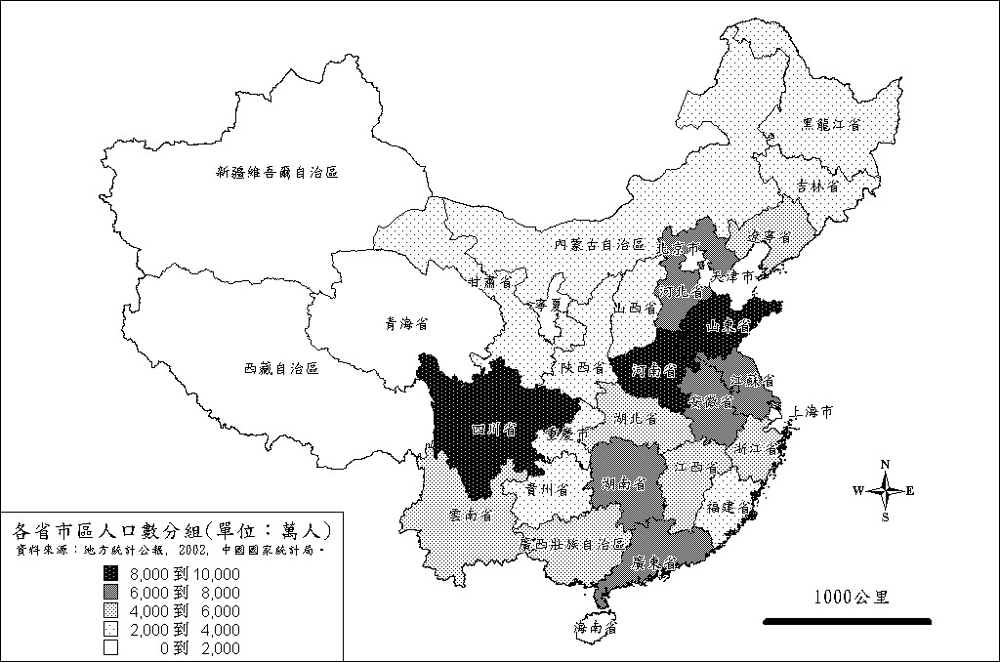 黑龍江省
新疆維吾爾自治區
吉林省
內蒙古自治區
遼寧省
北京市
天津市
甘肅省
河北省
寧夏
山西省
青海省
山東省
西藏自治區
陝西省
河南省
江蘇省
安徽省
上海市
四川省
重慶市
湖北省
浙江省
江西省
貴州省
湖南省
福建省
雲南省
廣西壯族自治區
廣東省
海南省
N
W E
S
1000公里
各省市區人口數分組(單位：萬人)
資料來源：地方統計公報, 2002, 中國國家統計局。
8,000 到 10,000
6,000 到 8,000
4,000 到 6,000
2,000 到 4,000
0 到 2,000